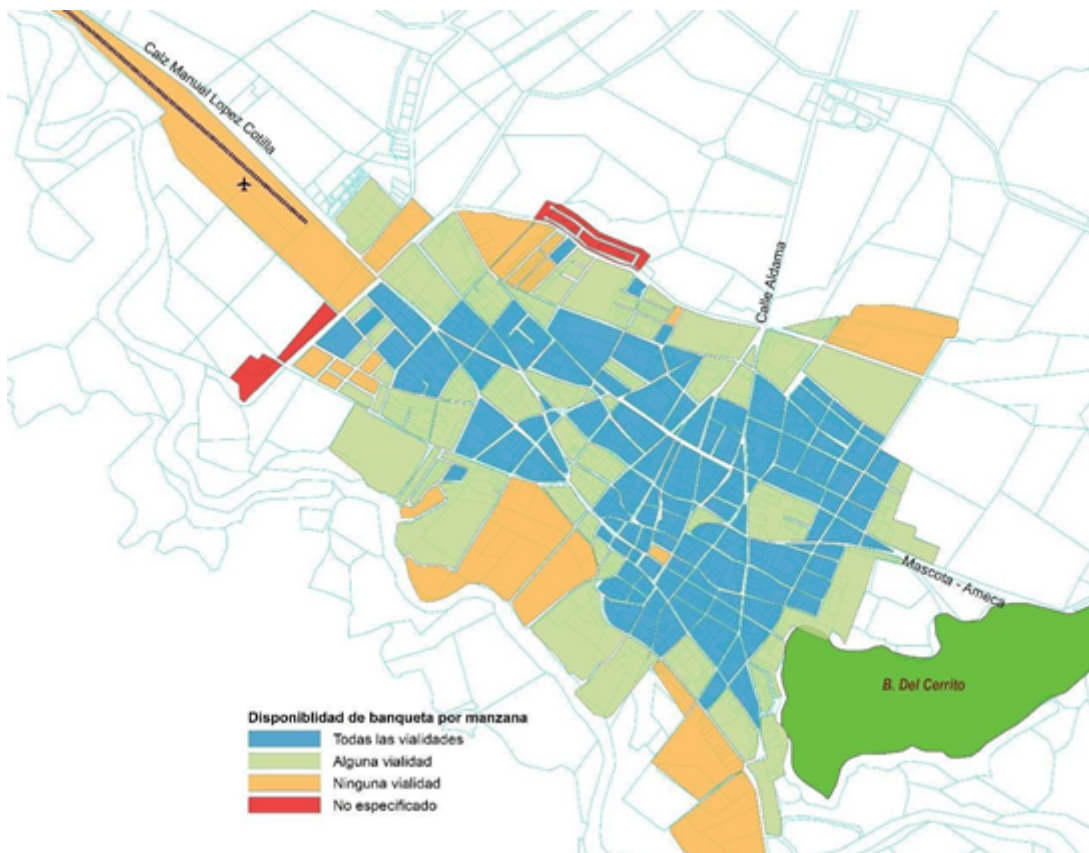 Calz Manuel Lopez Cotilla
Calle Aldama
Mascota - Ameca
B. Del Cerrito
Disponiblidad de banqueta por manzana
Todas las vialidades
Alguna vialidad
Ninguna vialidad
No especificado